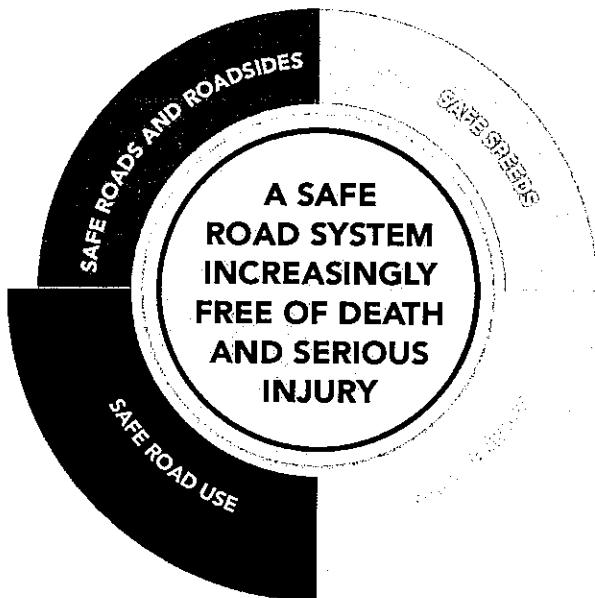 SAFE ROADS AND ROADSIDES
SAFE SPEEDS
A SAFE
ROAD SYSTEM
INCREASINGLY
FREE OF DEATH
AND SERIOUS
INJURY
SAFE ROAD USE